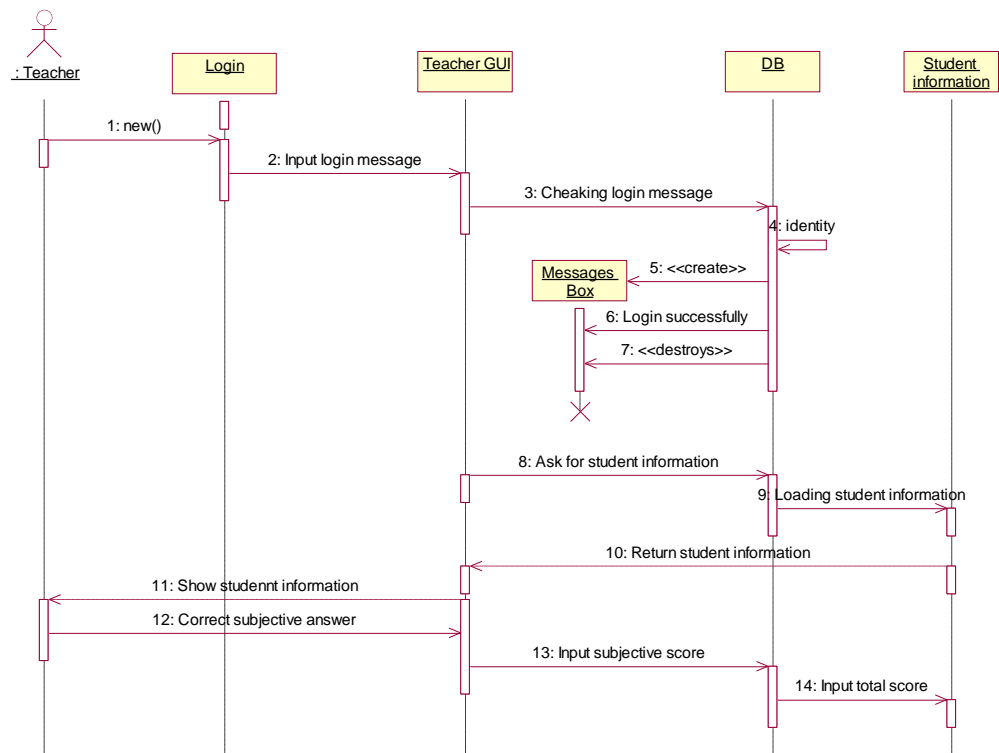 : Teacher
Login
Teacher GUI
DB
Student
information
1: new()
2: Input login message
3: Cheaking login message
4: identity
5: <<create>>
Messages
Box
6: Login successfully
7: <<destroys>>
8: Ask for student information
9: Loading student information
10: Return student information
11: Show studennt information
12: Correct subjective answer
13: Input subjective score
14: Input total score